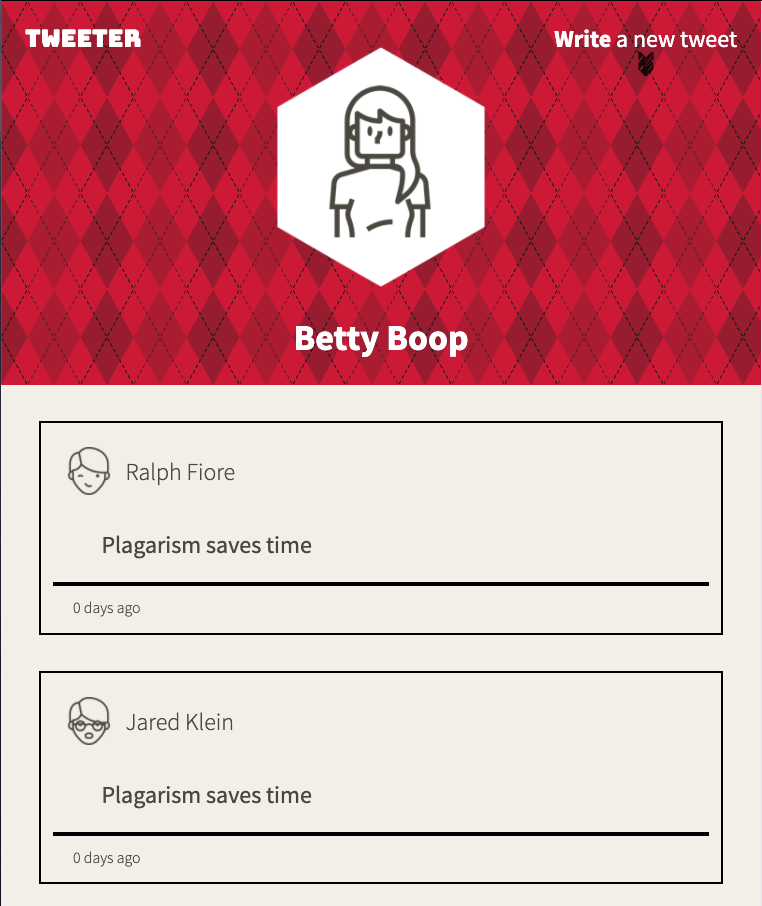 TWEETER
Write a new tweet
Betty Boop
Ralph Fiore
Plagarism saves time
0 days ago
Jared Klein
Plagarism saves time
0 days ago